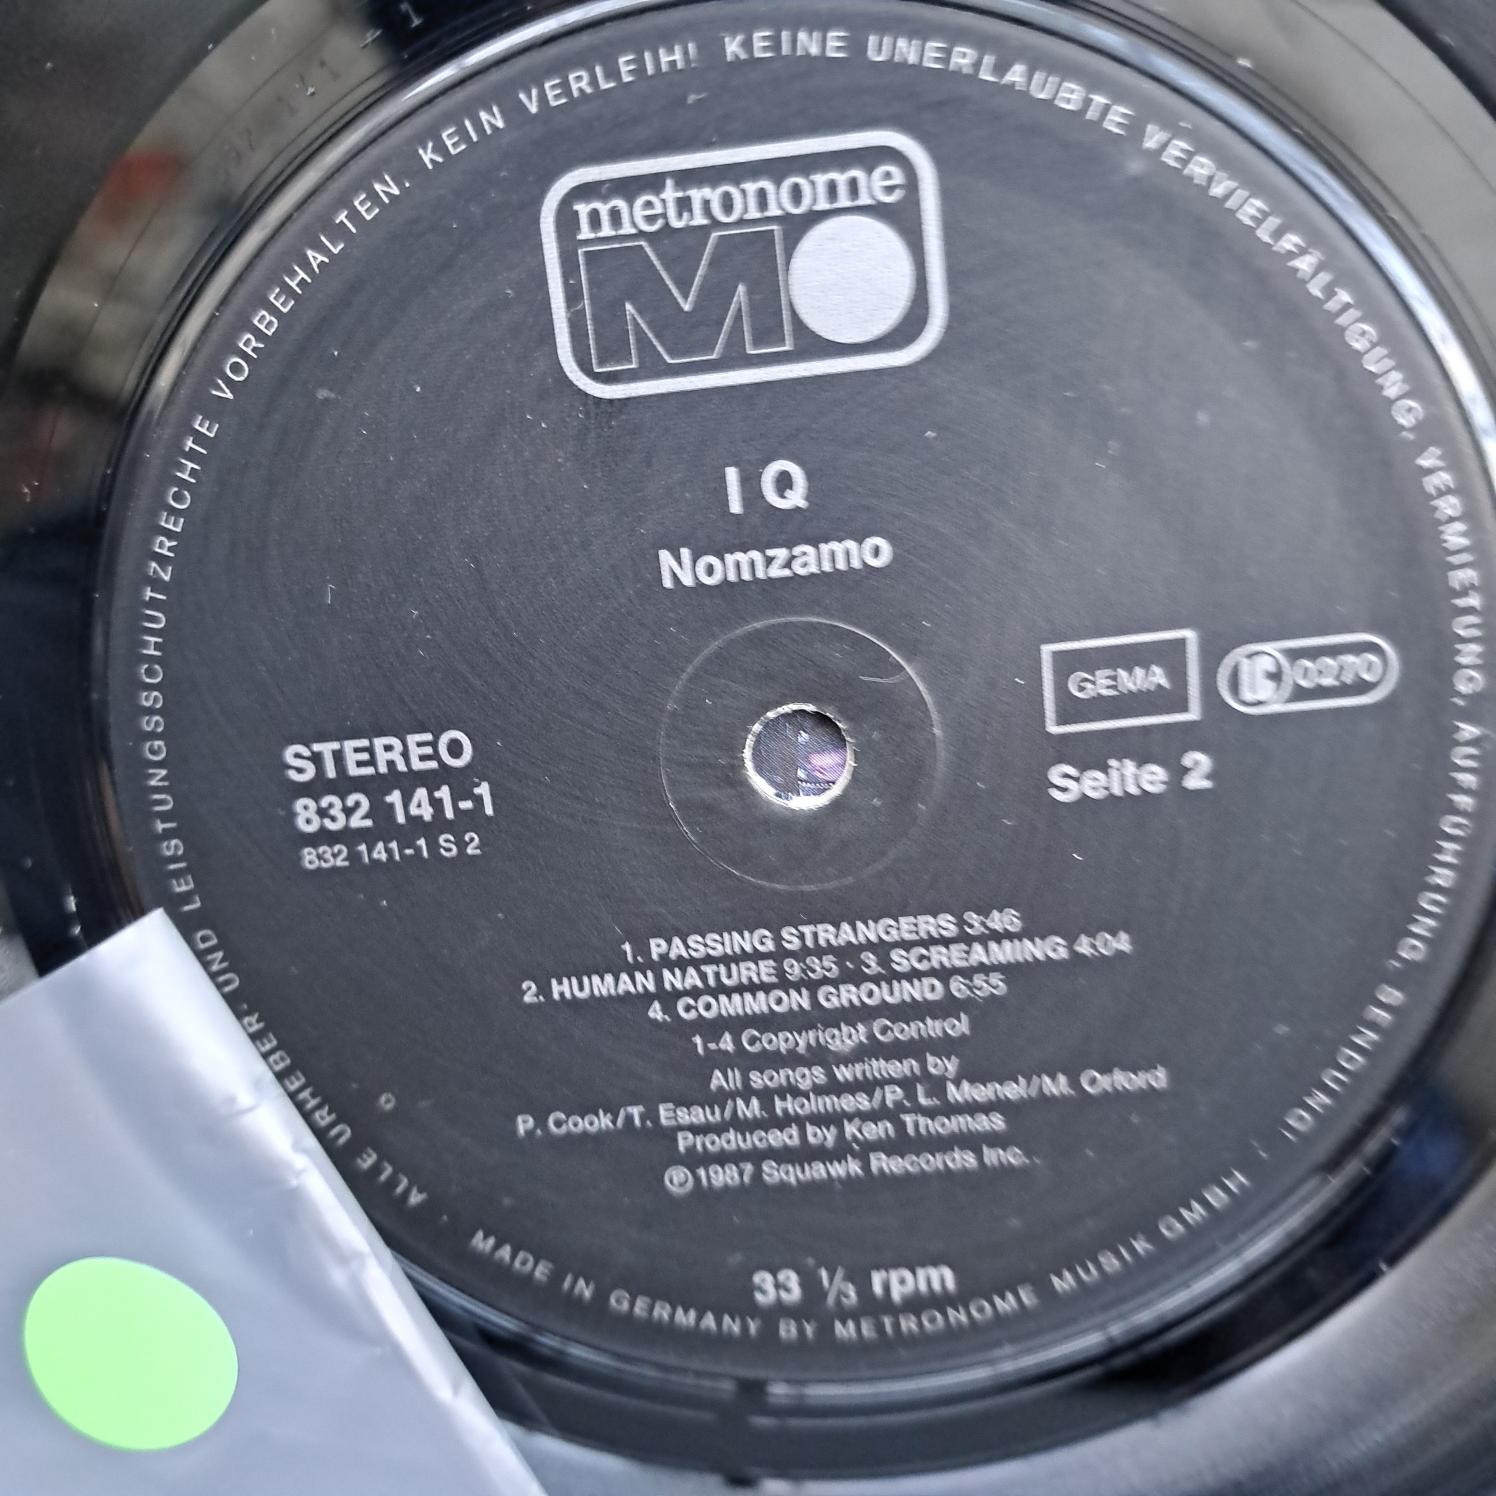 ALLE URHEBER- UND LEISTUNGSSCHUTZRECHTE VORBEHALTEN. KEIN VERLEIH! KEINE UNERLAUBTE VERVIELFÄLTIGUNG, VERMIETUNG, AUFFÜHRUNG, SENDUNG!
metronome
MO
I Q
Nomzamo
GEMA
LC 0270
STEREO
832 141-1
832 141-1 S 2
Seite 2
1. PASSING STRANGERS 3:46
2. HUMAN NATURE 9:35 · 3. SCREAMING 4:04
4. COMMON GROUND 6:55
1-4 Copyright Control
All songs written by
P. Cook/T. Esau/M. Holmes/P. L. Menel/M. Orford
Produced by Ken Thomas
℗ 1987 Squawk Records Inc.
33 ⅓ rpm
MADE IN GERMANY BY METRONOME MUSIK GMBH